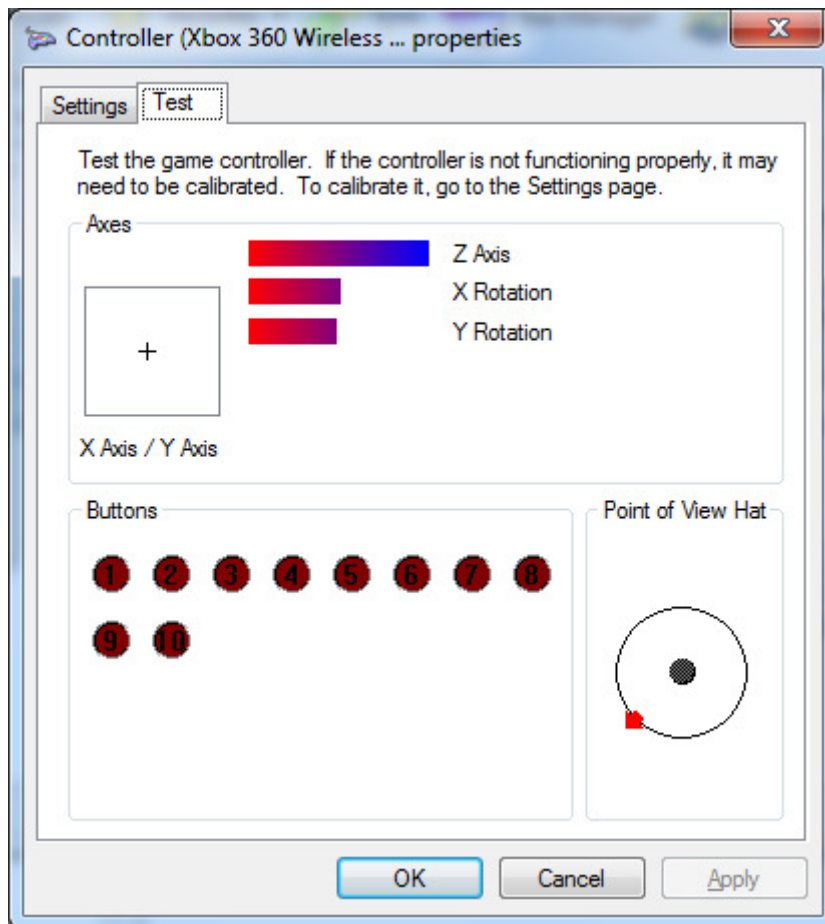 Controller (Xbox 360 Wireless ... properties
X
Settings
Test
Test the game controller.  If the controller is not functioning properly, it may
need to be calibrated.  To calibrate it, go to the Settings page.
Axes
Z Axis
X Rotation
Y Rotation
X Axis / Y Axis
Buttons
1 2 3 4 5 6 7 8
9 10
Point of View Hat
OK
Cancel
Apply